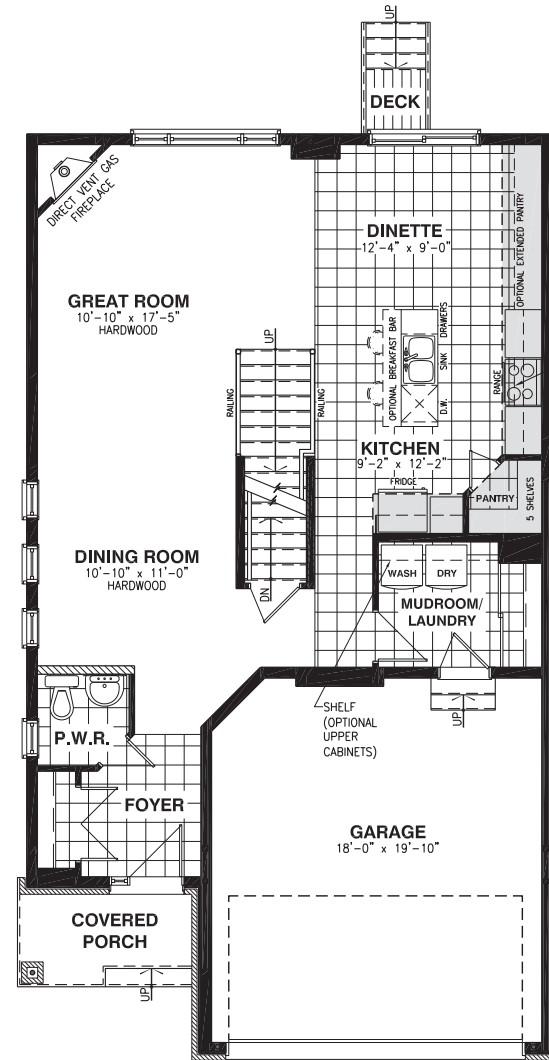 UP
DECK
DIRECT VENT GAS
FIREPLACE
DINETTE
12'-4" x 9'-0"
OPTIONAL EXTENDED PANTRY
GREAT ROOM
10'-10" x 17'-5"
HARDWOOD
UP
RAILING
RAILING
OPTIONAL BREAKFAST BAR
DRAWERS
SINK
D.W.
RANGE
KITCHEN
9'-2" x 12'-2"
FRIDGE
PANTRY
5 SHELVES
DINING ROOM
10'-10" x 11'-0"
HARDWOOD
DN
WASH
DRY
MUDROOM/
LAUNDRY
SHELF
(OPTIONAL
UPPER
CABINETS)
UP
P.W.R.
FOYER
GARAGE
18'-0" x 19'-10"
COVERED
PORCH
UP